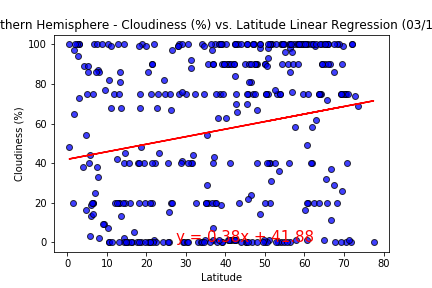 thern Hemisphere - Cloudiness (%) vs. Latitude Linear Regression (03/1
100
80
60
40
20
0
Cloudiness (%)
y = 0.38x + 41.88
0 10 20 30 40 50 60 70 80
Latitude